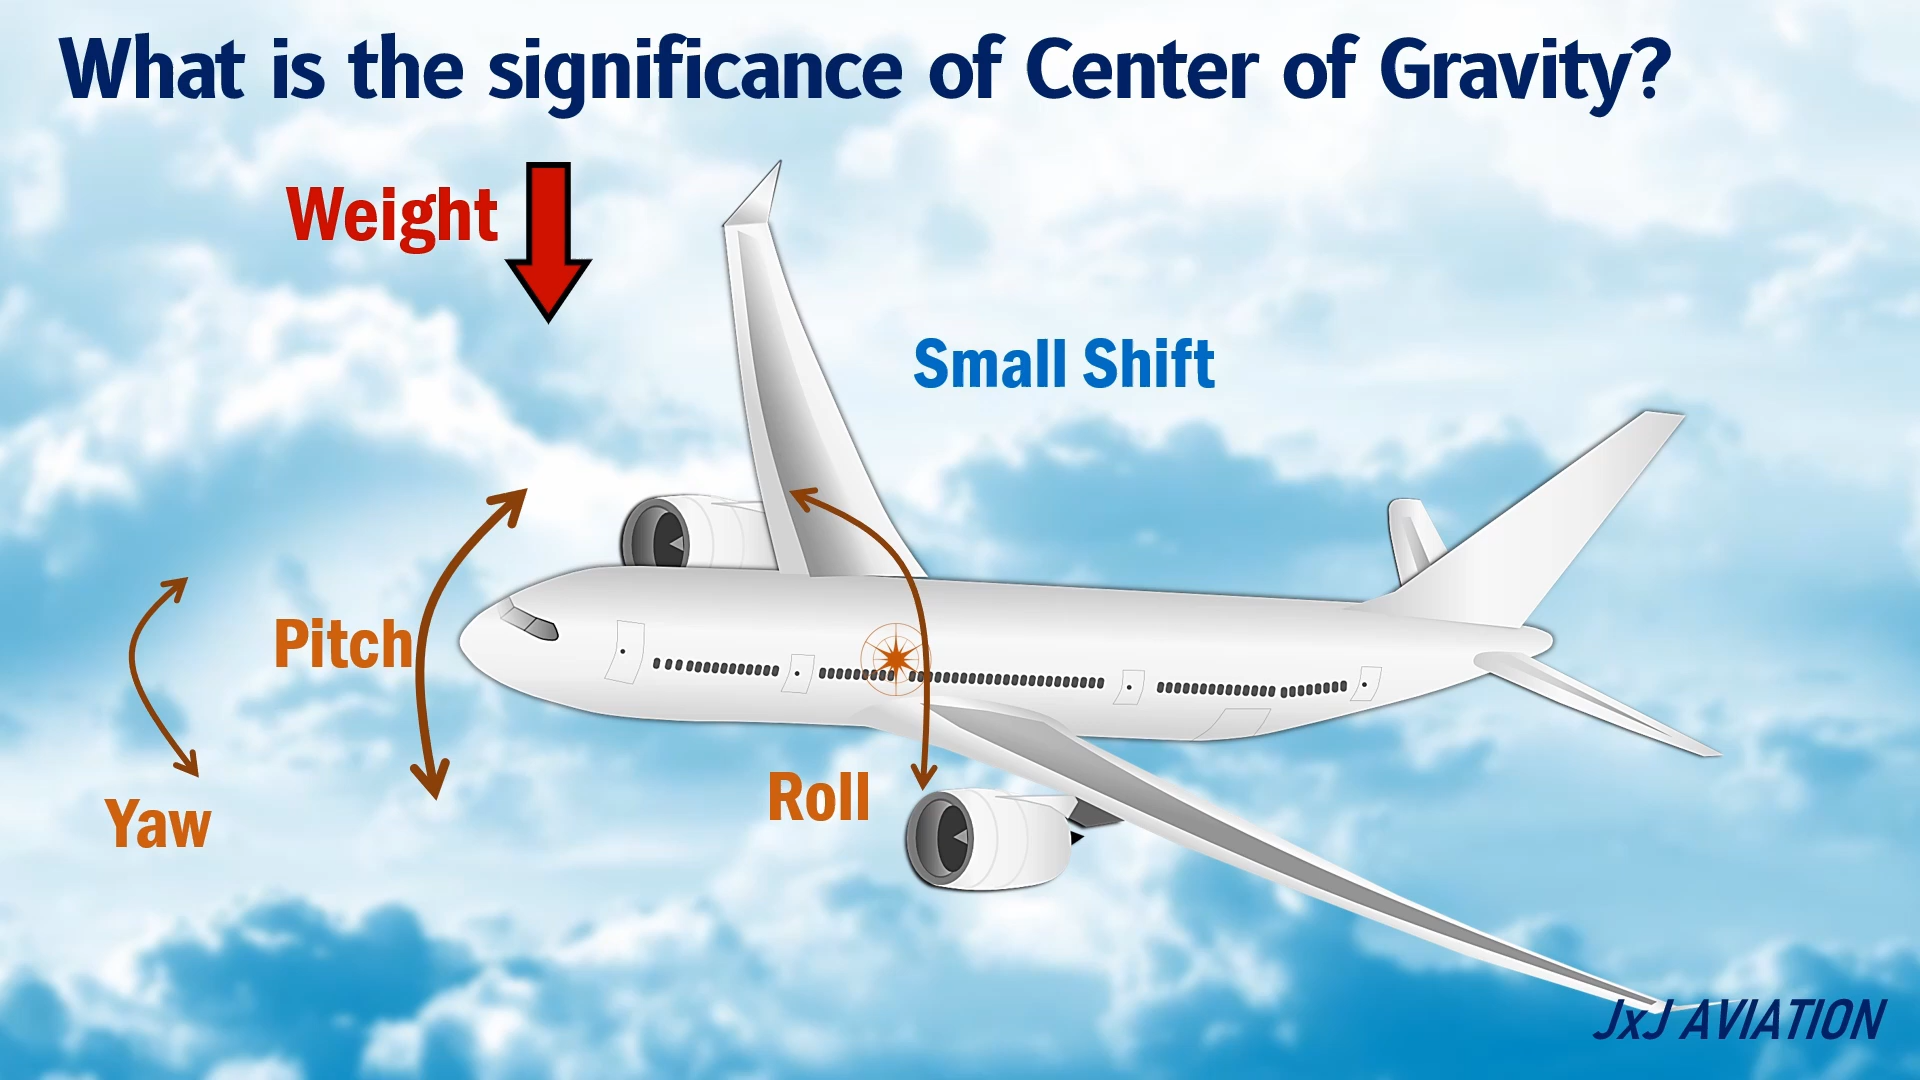 What is the significance of Center of Gravity?
Weight
Small Shift
Pitch
Yaw
Roll
JxJ AVIATION